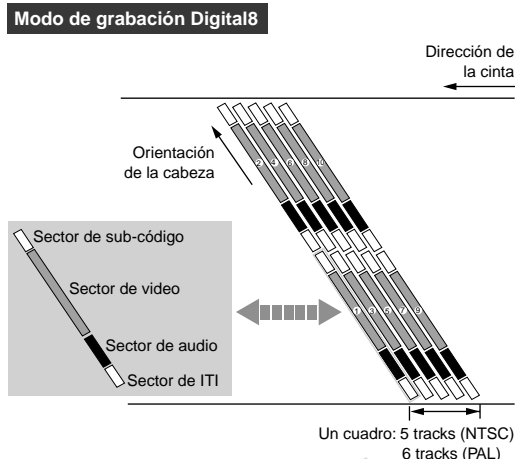 Modo de grabación Digital8
Dirección de
la cinta
Orientación
de la cabeza
Sector de sub-código
Sector de video
Sector de audio
Sector de ITI
Un cuadro: 5 tracks (NTSC)
6 tracks (PAL)